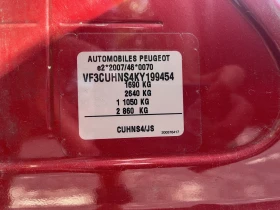 AUTOMOBILES PEUGEOT
e2*2007/46*0070
VF3CUHNS4KY199454
1690 KG
2640 KG
1 1050 KG
2 860 KG
CUHNS4/JS